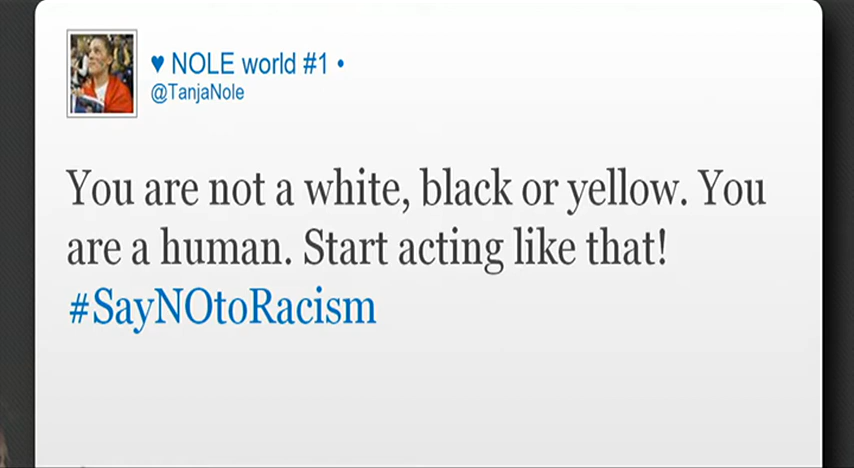 ♥ NOLE world #1 •
@TanjaNole
You are not a white, black or yellow. You
are a human. Start acting like that!
#SayNOtoRacism